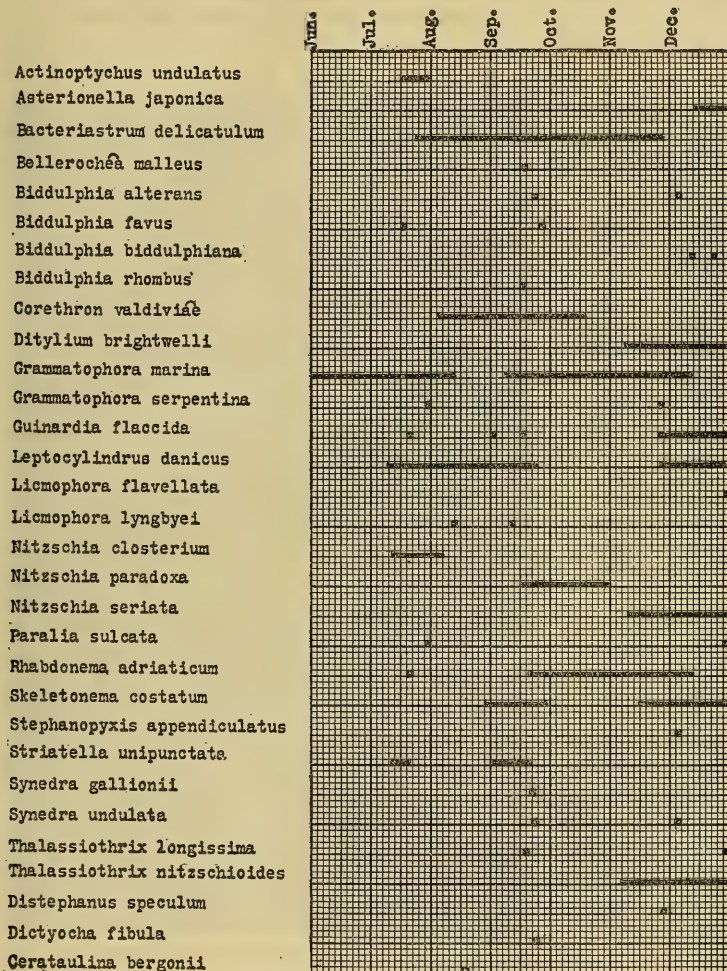 Jun.
Jul.
Aug.
Sep.
Oct.
Nov.
Dec.
Actinoptychus undulatus
Asterionella japonica
Bacteriastrum delicatulum
Bellerochea malleus
Biddulphia alterans
Biddulphia favus
Biddulphia biddulphiana
Biddulphia rhombus
Corethron valdiviae
Ditylium brightwelli
Grammatophora marina
Grammatophora serpentina
Guinardia flaccida
Leptocylindrus danicus
Licmophora flavellata
Licmophora lyngbyei
Nitzschia closterium
Nitzschia paradoxa
Nitzschia seriata
Paralia sulcata
Rhabdonema adriaticum
Skeletonema costatum
Stephanopyxis appendiculatus
Striatella unipunctata
Synedra gallionii
Synedra undulata
Thalassiothrix longissima
Thalassiothrix nitzschioides
Distephanus speculum
Dictyocha fibula
Cerataulina bergonii